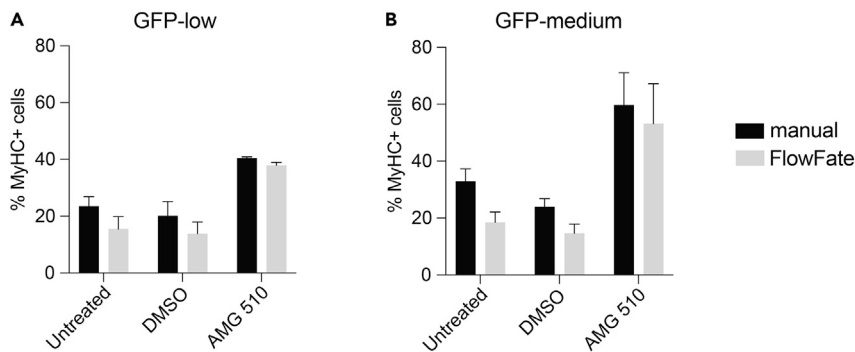 A
GFP-low
80
60
40
20
0
% MyHC+ cells
Untreated
DMSO
AMG 510
B
GFP-medium
80
60
40
20
0
% MyHC+ cells
Untreated
DMSO
AMG 510
manual
FlowFate